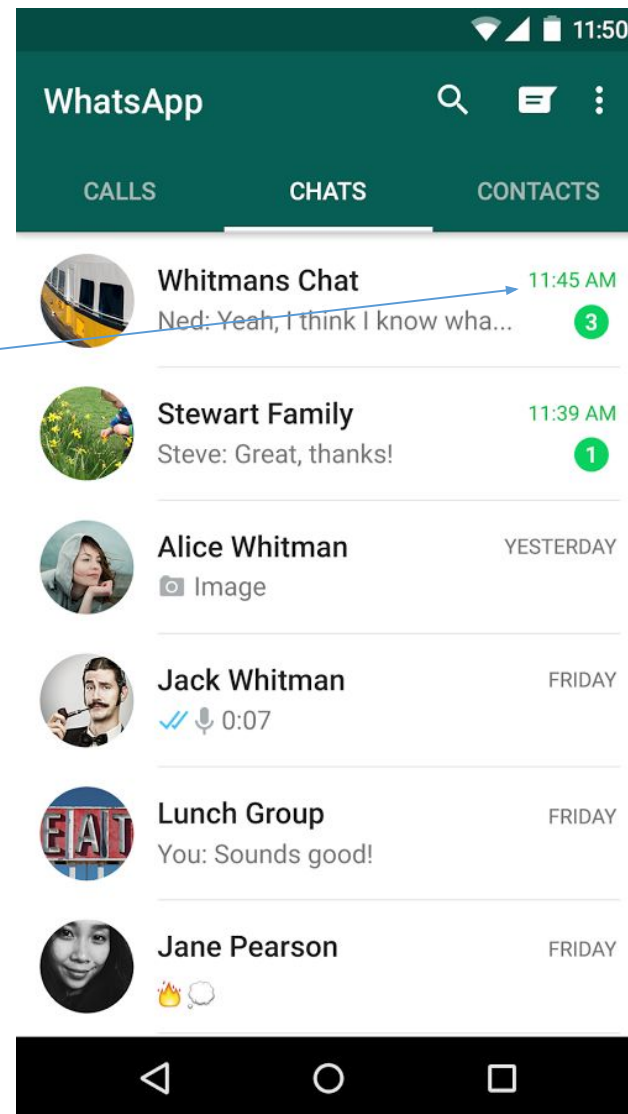 11:50
WhatsApp
CALLS CHATS CONTACTS
Whitmans Chat 11:45 AM
Ned: Yeah, I think I know wha... 3
Stewart Family 11:39 AM
Steve: Great, thanks! 1
Alice Whitman YESTERDAY
Image
Jack Whitman FRIDAY
0:07
Lunch Group FRIDAY
EAT
You: Sounds good!
Jane Pearson FRIDAY
🔥💭